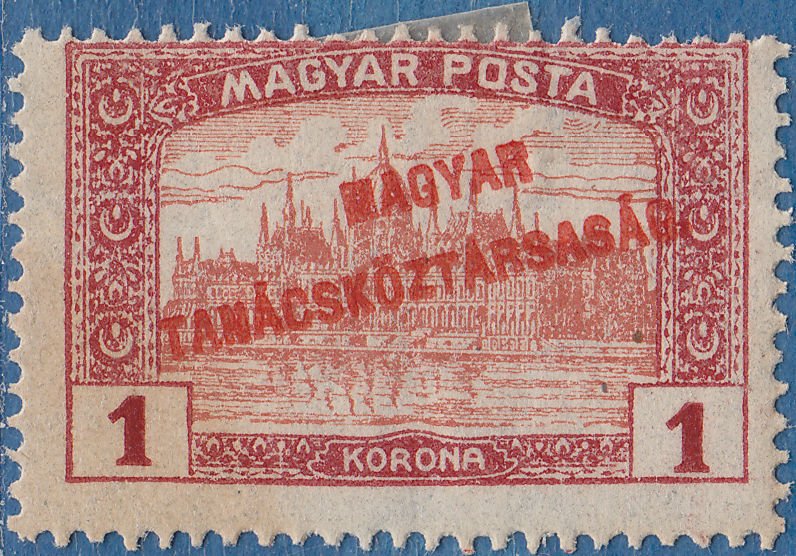 MAGYAR POSTA
MAGYAR
TANÁCSKÖZTÁRSASÁG.
1 1
KORONA